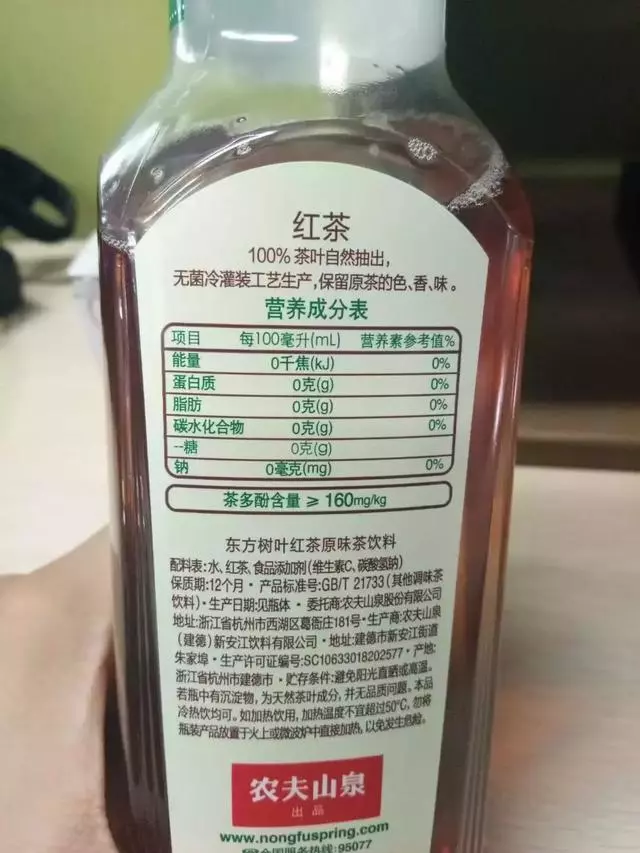 红茶
100% 茶叶自然抽出,
无菌冷灌装工艺生产,保留原茶的色、香、味。
营养成分表
项目 每100毫升(mL) 营养素参考值%
能量 0千焦(kJ) 0%
蛋白质 0克(g) 0%
脂肪 0克(g) 0%
碳水化合物 0克(g) 0%
--糖 0克(g)
钠 0毫克(mg) 0%
茶多酚含量 ≥ 160mg/kg
东方树叶红茶原味茶饮料
配料表:水、红茶、食品添加剂(维生素C、碳酸氢钠)
保质期:12个月・产品标准号:GB/T 21733(其他调味茶
饮料)・生产日期:见瓶体・委托商:农夫山泉股份有限公司
地址:浙江省杭州市西湖区葛衙庄181号・生产商:农夫山泉
(建德)新安江饮料有限公司・地址:建德市新安江街道
朱家埠・生产许可证编号:SC10633018202577・产地:
浙江省杭州市建德市・贮存条件:避免阳光直晒或高温。
若瓶中有沉淀物,为天然茶叶成分,并无品质问题。本品
冷热饮均可。如加热饮用,加热温度不宜超过50°C,勿将
瓶装产品放置于火上或微波炉中直接加热,以免发生危险。
农夫山泉
出品
www.nongfuspring.com
全国服务热线:95077